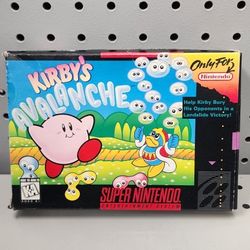 Only For
Nintendo
KIRBY'S
AVALANCHE
Help Kirby Bury
His Opponents in a
Landslide Victory!
SUPER NINTENDO
ENTERTAINMENT SYSTEM